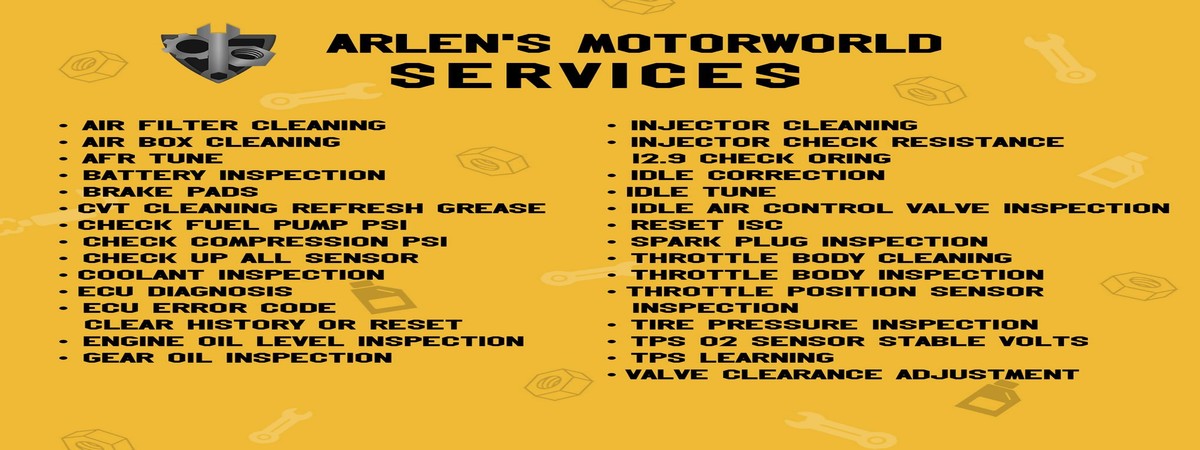 ARLEN'S MOTORWORLD
SERVICES
• AIR FILTER CLEANING
• AIR BOX CLEANING
• AFR TUNE
• BATTERY INSPECTION
• BRAKE PADS
• CVT CLEANING REFRESH GREASE
• CHECK FUEL PUMP PSI
• CHECK COMPRESSION PSI
• CHECK UP ALL SENSOR
• COOLANT INSPECTION
• ECU DIAGNOSIS
• ECU ERROR CODE
CLEAR HISTORY OR RESET
• ENGINE OIL LEVEL INSPECTION
• GEAR OIL INSPECTION
• INJECTOR CLEANING
• INJECTOR CHECK RESISTANCE
12.9 CHECK ORING
• IDLE CORRECTION
• IDLE TUNE
• IDLE AIR CONTROL VALVE INSPECTION
• RESET ISC
• SPARK PLUG INSPECTION
• THROTTLE BODY CLEANING
• THROTTLE BODY INSPECTION
• THROTTLE POSITION SENSOR
INSPECTION
• TIRE PRESSURE INSPECTION
• TPS O2 SENSOR STABLE VOLTS
• TPS LEARNING
• VALVE CLEARANCE ADJUSTMENT